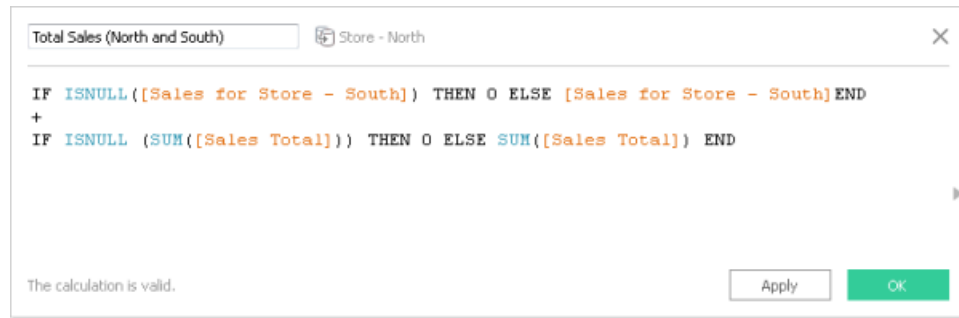 Total Sales (North and South) Store - North
IF ISNULL([Sales for Store - South]) THEN 0 ELSE [Sales for Store - South]END
+
IF ISNULL (SUM([Sales Total])) THEN 0 ELSE SUM([Sales Total]) END
The calculation is valid. Apply OK